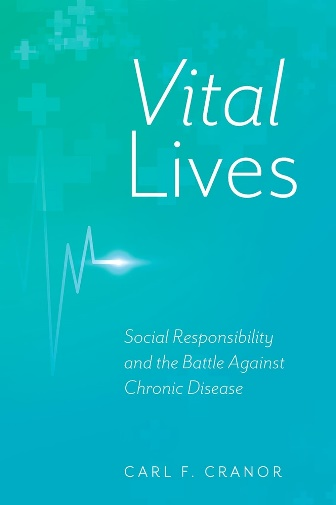 Vital
Lives
Social Responsibility
and the Battle Against
Chronic Disease
CARL F. CRANOR